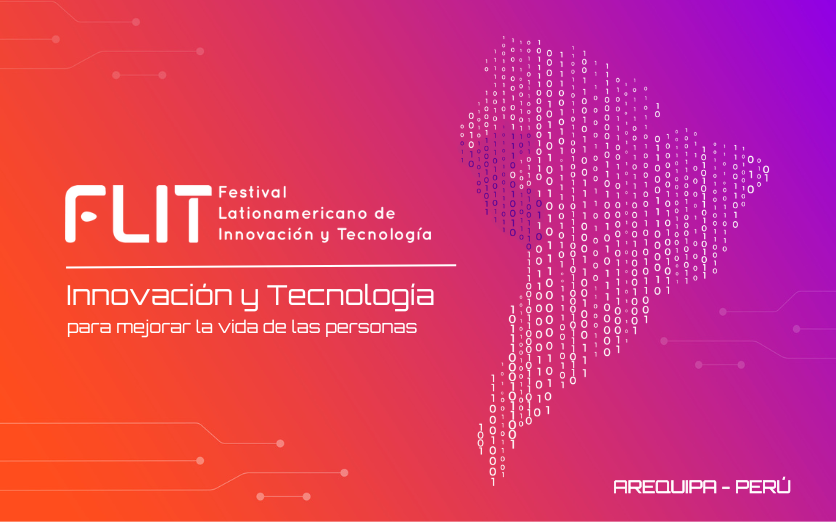 FLIT
Festival
Lationamericano de
Innovación y Tecnología
Innovación y Tecnología
para mejorar la vida de las personas
AREQUIPA - PERÚ